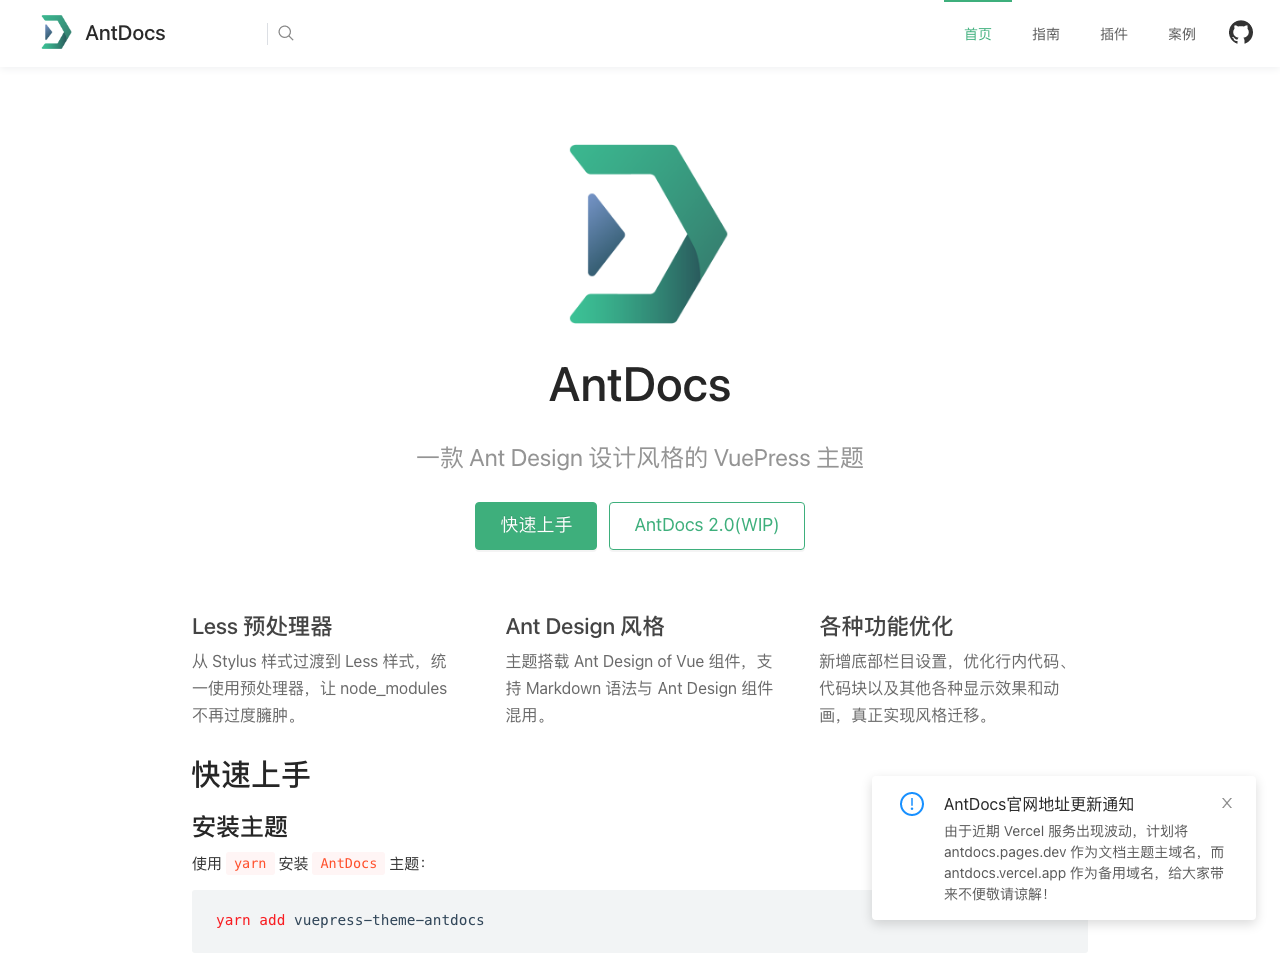 AntDocs
首页
指南
插件
案例
AntDocs
一款 Ant Design 设计风格的 VuePress 主题
快速上手
AntDocs 2.0(WIP)
Less 预处理器
从 Stylus 样式过渡到 Less 样式，统
一使用预处理器，让 node_modules
不再过度臃肿。
Ant Design 风格
主题搭载 Ant Design of Vue 组件，支
持 Markdown 语法与 Ant Design 组件
混用。
各种功能优化
新增底部栏目设置，优化行内代码、
代码块以及其他各种显示效果和动
画，真正实现风格迁移。
快速上手
安装主题
使用 yarn 安装 AntDocs 主题：
yarn add vuepress-theme-antdocs
AntDocs官网地址更新通知
由于近期 Vercel 服务出现波动，计划将
antdocs.pages.dev 作为文档主题主域名，而
antdocs.vercel.app 作为备用域名，给大家带
来不便敬请谅解！